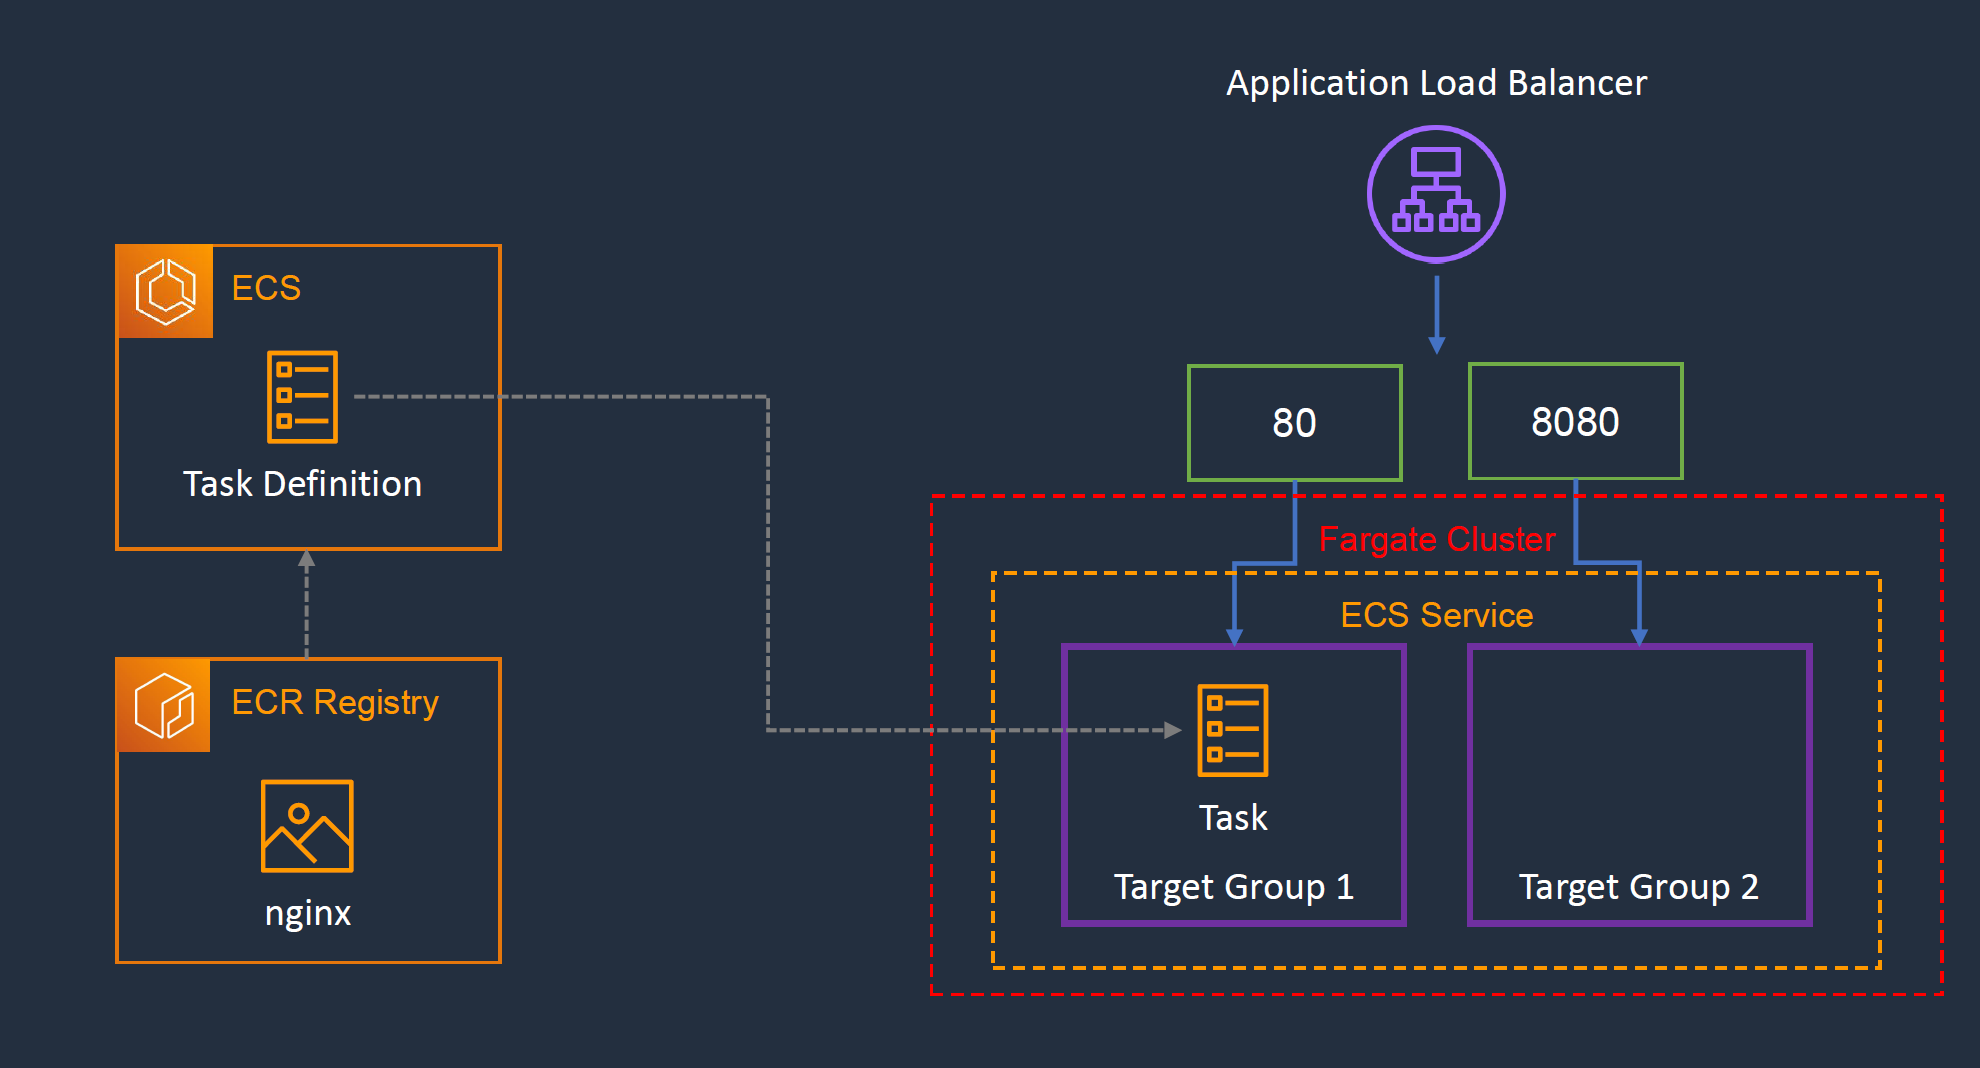 Application Load Balancer
ECS
Task Definition
80
8080
Fargate Cluster
ECS Service
ECR Registry
nginx
Task
Target Group 1
Target Group 2